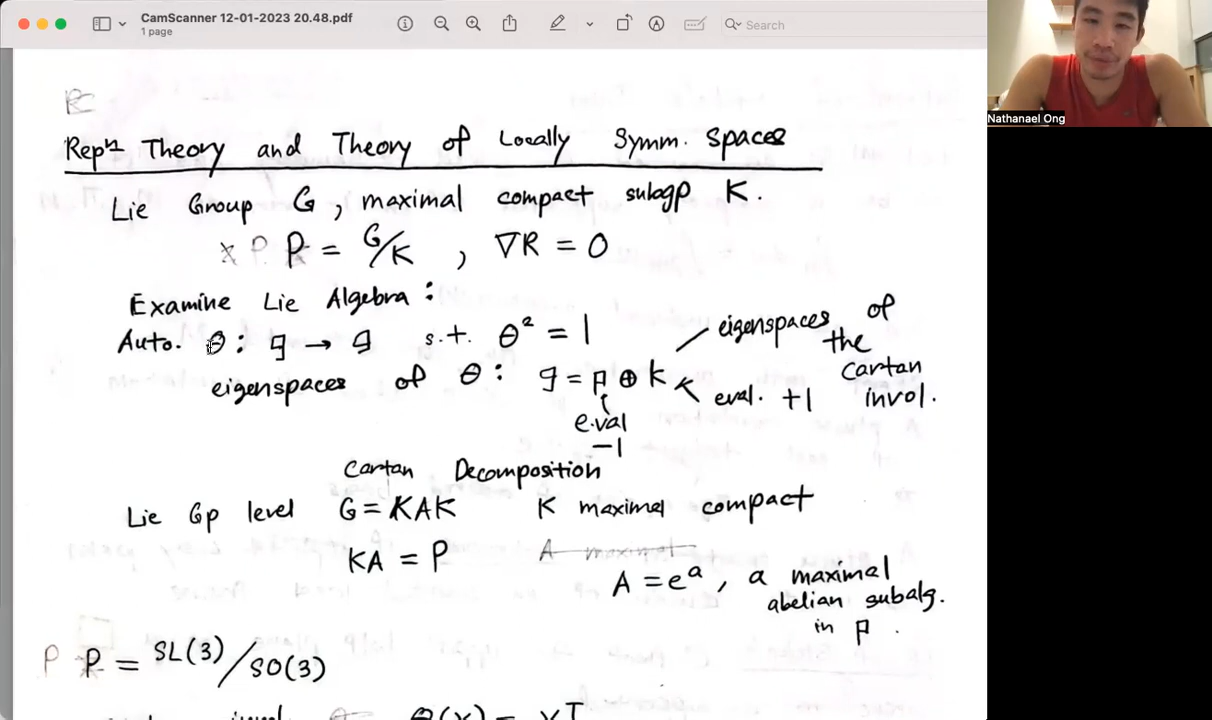 CamScanner 12-01-2023 20.48.pdf
1 page
Search
Nathanael Ong
Rep'n Theory and Theory of Locally Symm. Spaces
Lie Group G, maximal compact subgp K.
P = G/K , ∇R = 0
Examine Lie Algebra:
Auto. θ: g → g s.t. θ² = 1
eigenspaces of θ: g = p ⊕ k
eigenspaces of
the
Cartan
invol.
eval. +1
e.val
-1
Cartan Decomposition
Lie Gp level G = KAK K maximal compact
KA = P A maximal
A = e^a , a maximal
abelian subalg.
in p.
P P = SL(3)/SO(3)